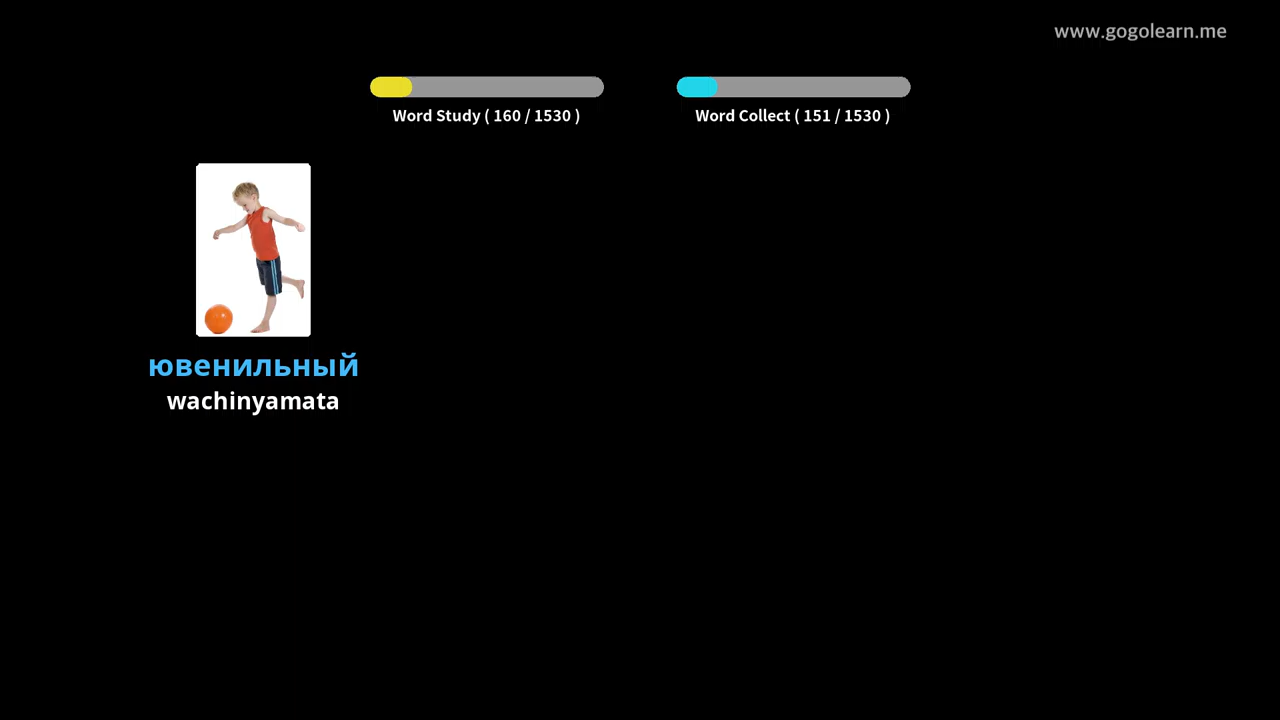 www.gogolearn.me
Word Study ( 160 / 1530 )
Word Collect ( 151 / 1530 )
ювенильный
wachinyamata